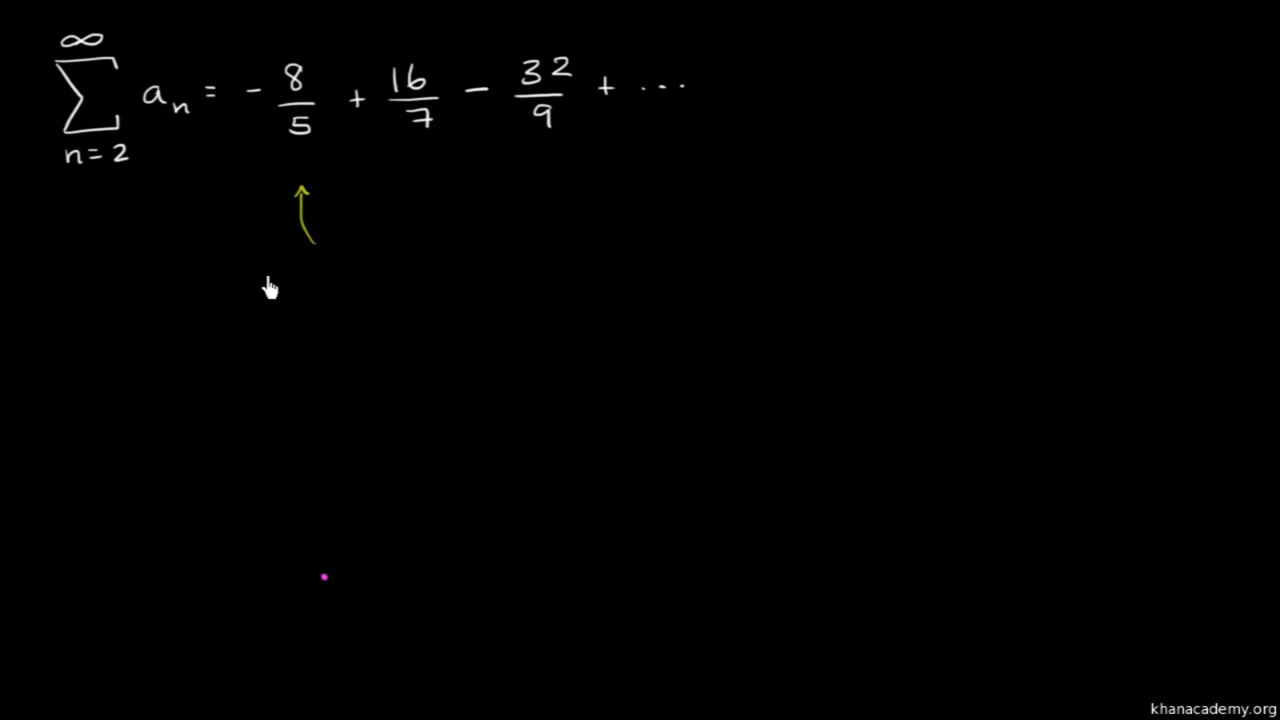 ∞
∑ aₙ = - 8/5 + 16/7 - 32/9 + ...
n=2
khanacademy.org